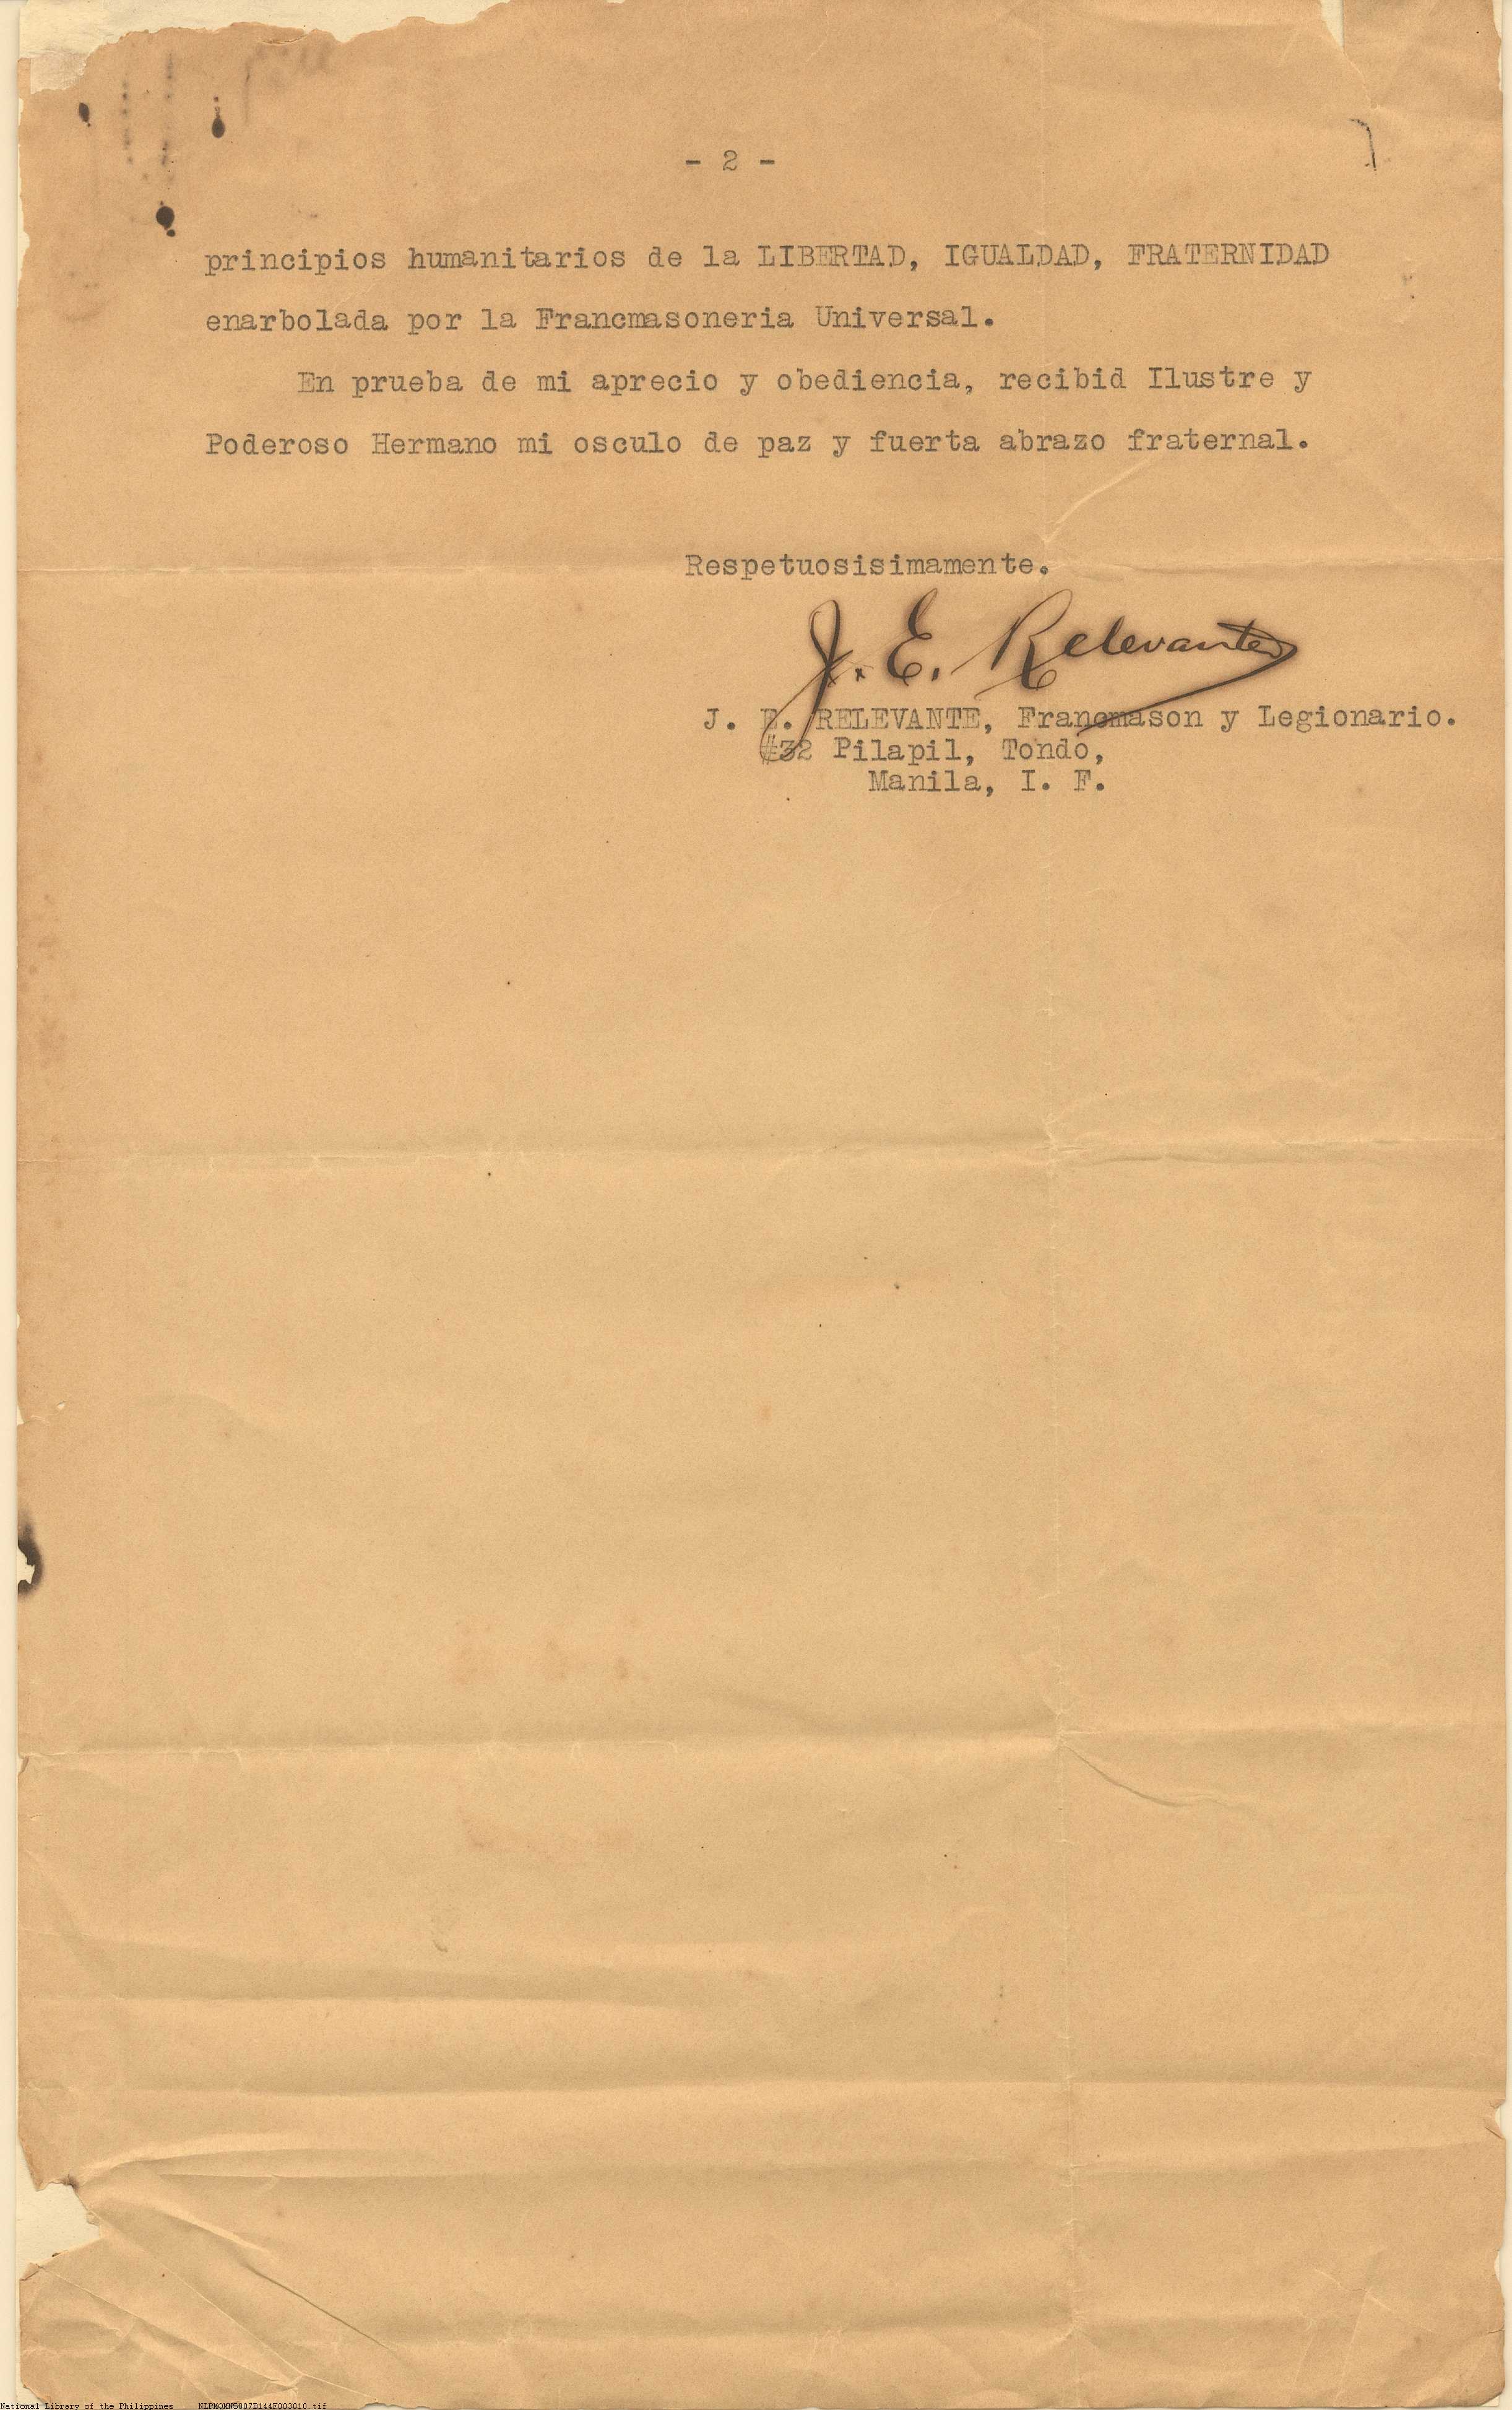 - 2 -
principios humanitarios de la LIBERTAD, IGUALDAD, FRATERNIDAD
enarbolada por la Francmasoneria Universal.
En prueba de mi aprecio y obediencia, recibid Ilustre y
Poderoso Hermano mi osculo de paz y fuerta abrazo fraternal.
Respetuosisimamente.
J. E. Relevante
J. E. RELEVANTE, Francmason y Legionario.
#32 Pilapil, Tondo,
Manila, I. F.
National Library of the Philippines NLPMQMNS007B144F003010.tif